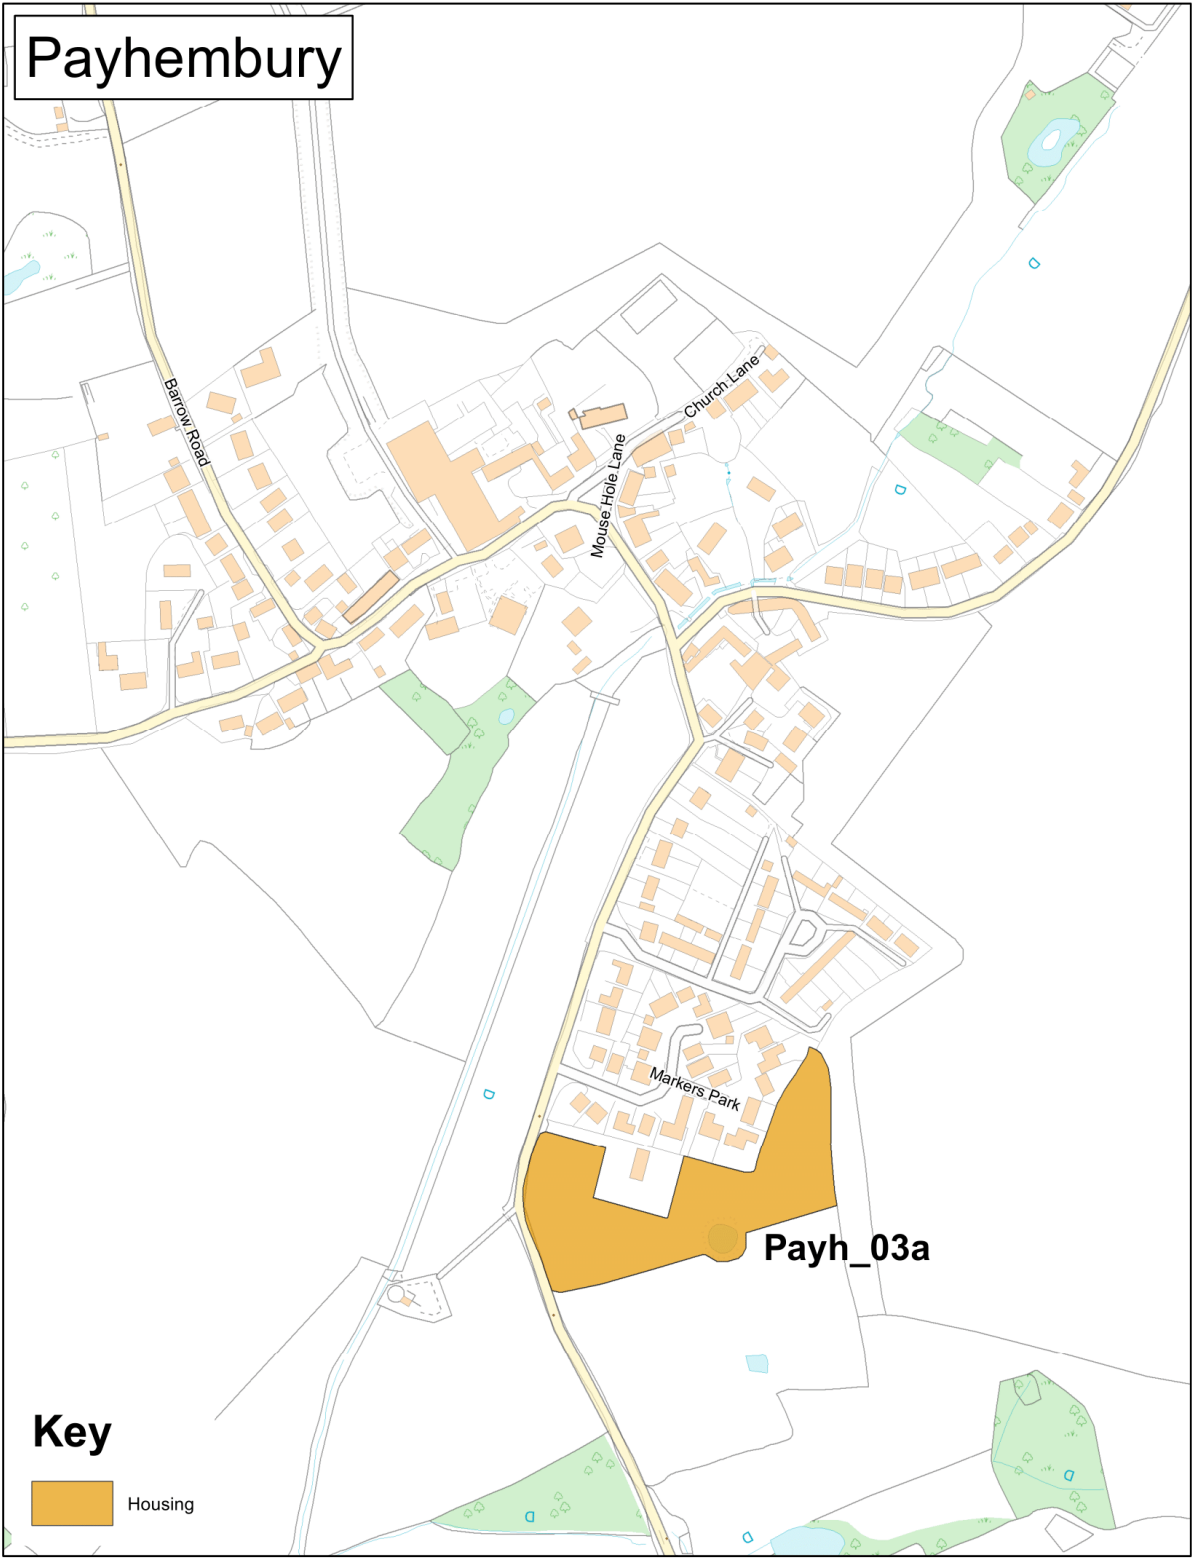 Payhembury
Barrow Road
Church Lane
Mouse Hole Lane
Markers Park
Payh_03a
Key
Housing